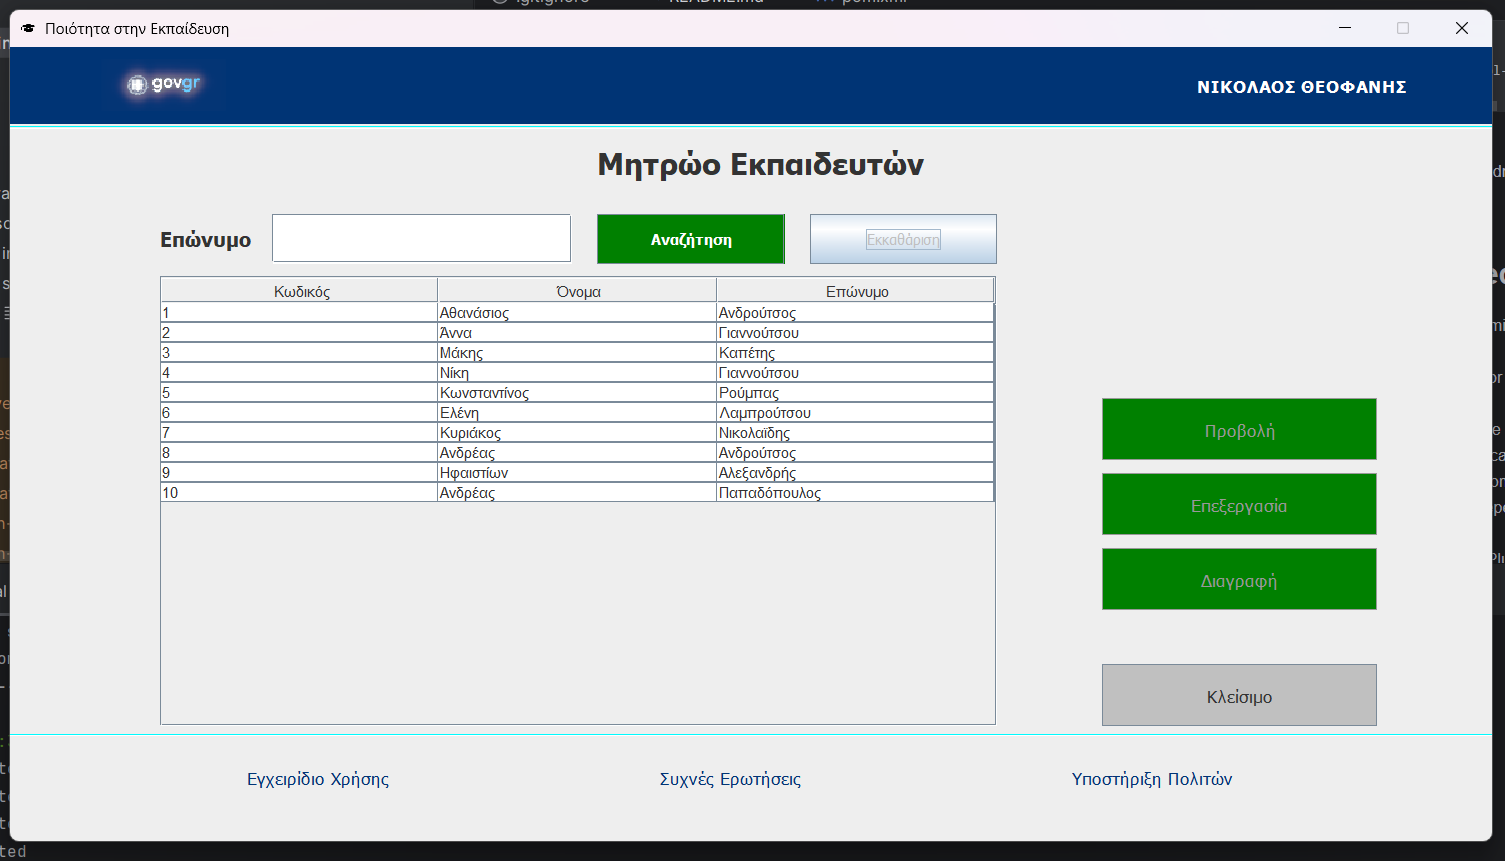 Ποιότητα στην Εκπαίδευση
govgr
ΝΙΚΟΛΑΟΣ ΘΕΟΦΑΝΗΣ
Μητρώο Εκπαιδευτών
Επώνυμο Αναζήτηση Εκκαθάριση
Κωδικός Όνομα Επώνυμο
1 Αθανάσιος Ανδρούτσος
2 Άννα Γιαννούτσου
3 Μάκης Καπέτης
4 Νίκη Γιαννούτσου
5 Κωνσταντίνος Ρούμπας
6 Ελένη Λαμπρούτσου
7 Κυριάκος Νικολαϊδης
8 Ανδρέας Ανδρούτσος
9 Ηφαιστίων Αλεξανδρής
10 Ανδρέας Παπαδόπουλος
Προβολή
Επεξεργασία
Διαγραφή
Κλείσιμο
Εγχειρίδιο Χρήσης Συχνές Ερωτήσεις Υποστήριξη Πολιτών